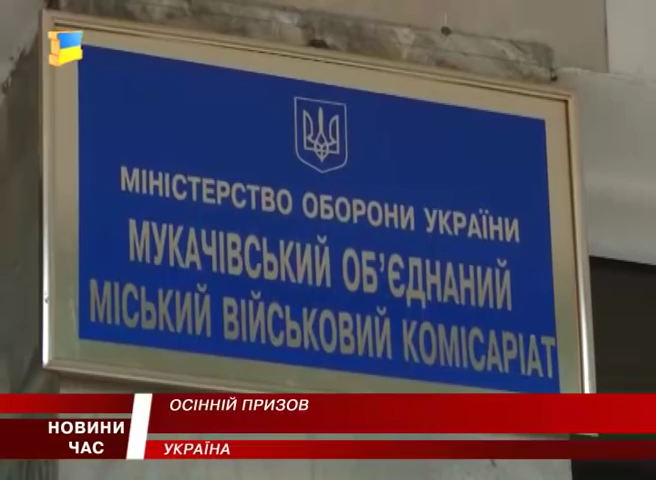 МІНІСТЕРСТВО ОБОРОНИ УКРАЇНИ
МУКАЧІВСЬКИЙ ОБ'ЄДНАНИЙ
МІСЬКИЙ ВІЙСЬКОВИЙ КОМІСАРІАТ
ОСІННІЙ ПРИЗОВ
НОВИНИ
ЧАС
УКРАЇНА